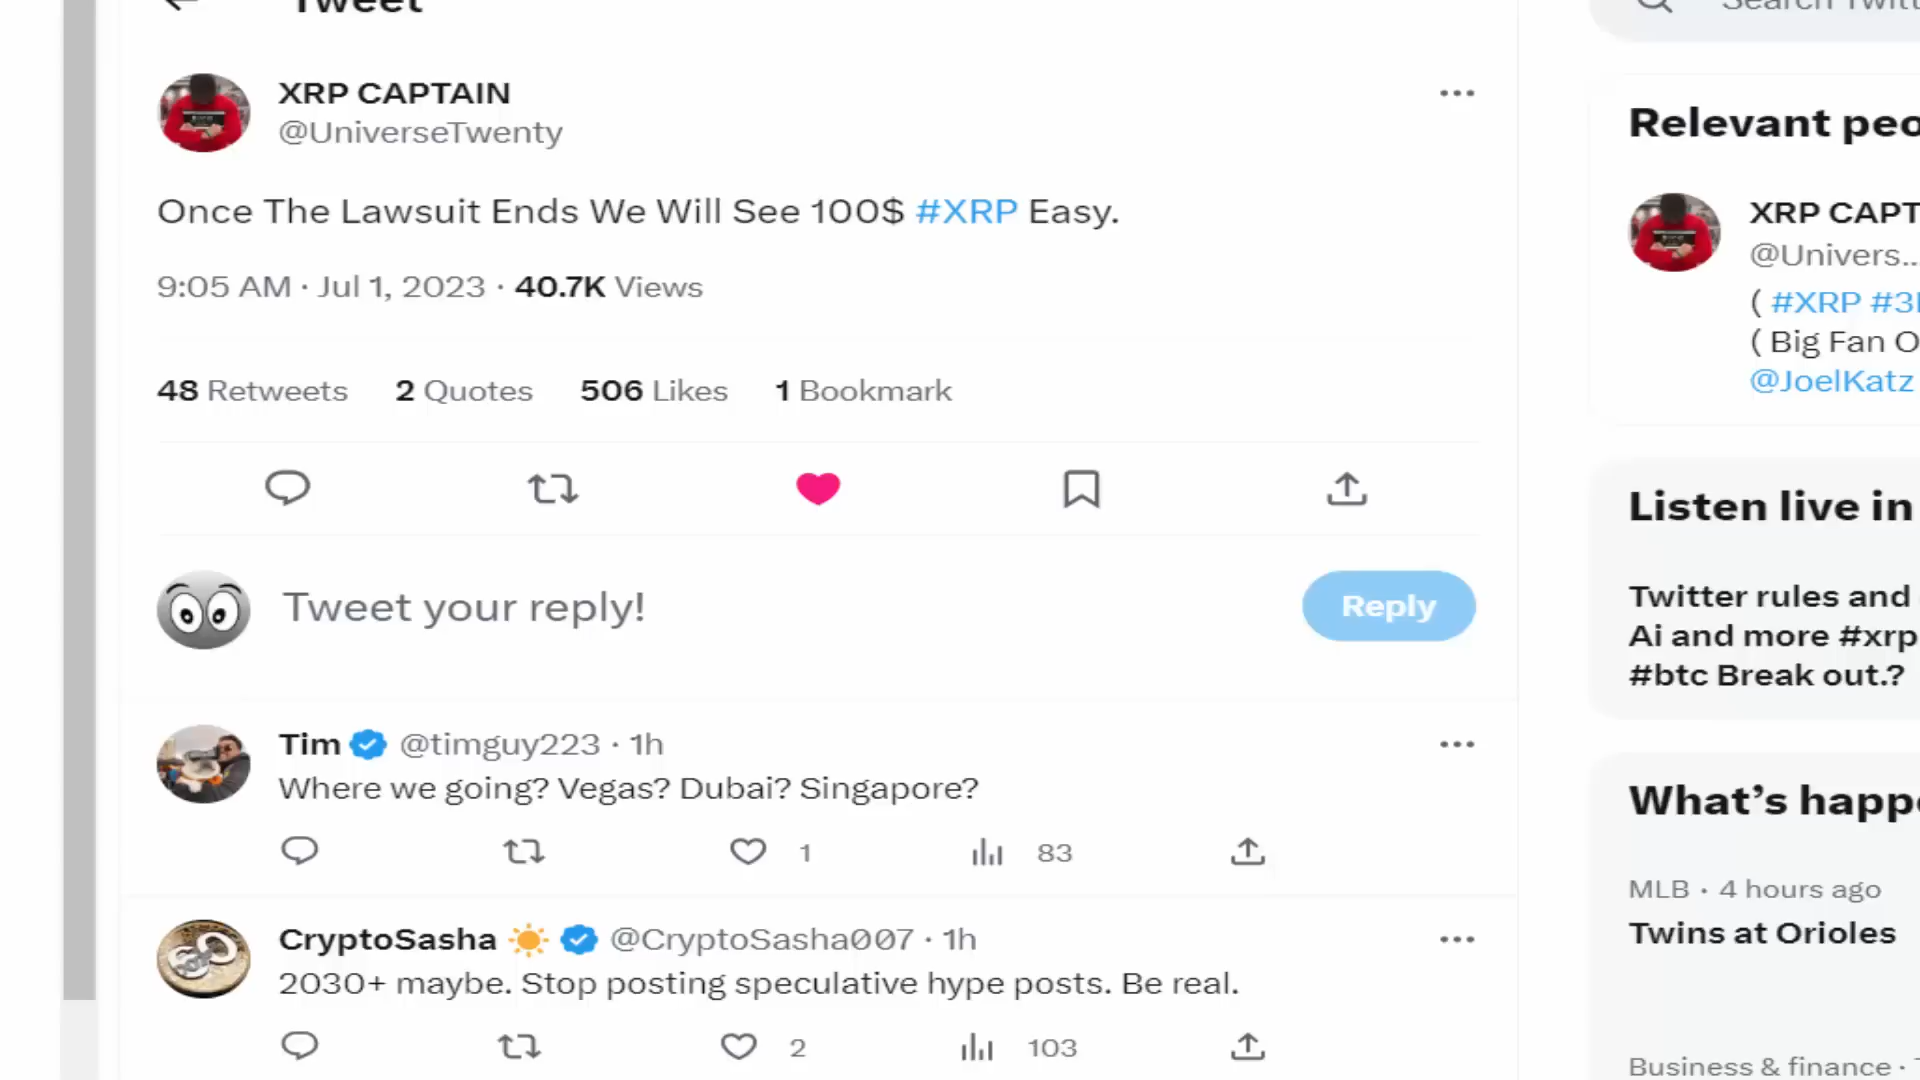 Tweet
Search Twitt
XRP CAPTAIN
@UniverseTwenty
Once The Lawsuit Ends We Will See 100$ #XRP Easy.
9:05 AM · Jul 1, 2023 · 40.7K Views
48 Retweets 2 Quotes 506 Likes 1 Bookmark
Tweet your reply!
Reply
Tim @timguy223 · 1h
Where we going? Vegas? Dubai? Singapore?
1 83
CryptoSasha @CryptoSasha007 · 1h
2030+ maybe. Stop posting speculative hype posts. Be real.
2 103
Relevant peo
XRP CAPT
@Univers...
( #XRP #3
( Big Fan O
@JoelKatz
Listen live in
Twitter rules and
Ai and more #xrp
#btc Break out.?
What's happe
MLB · 4 hours ago
Twins at Orioles
Business & finance ·